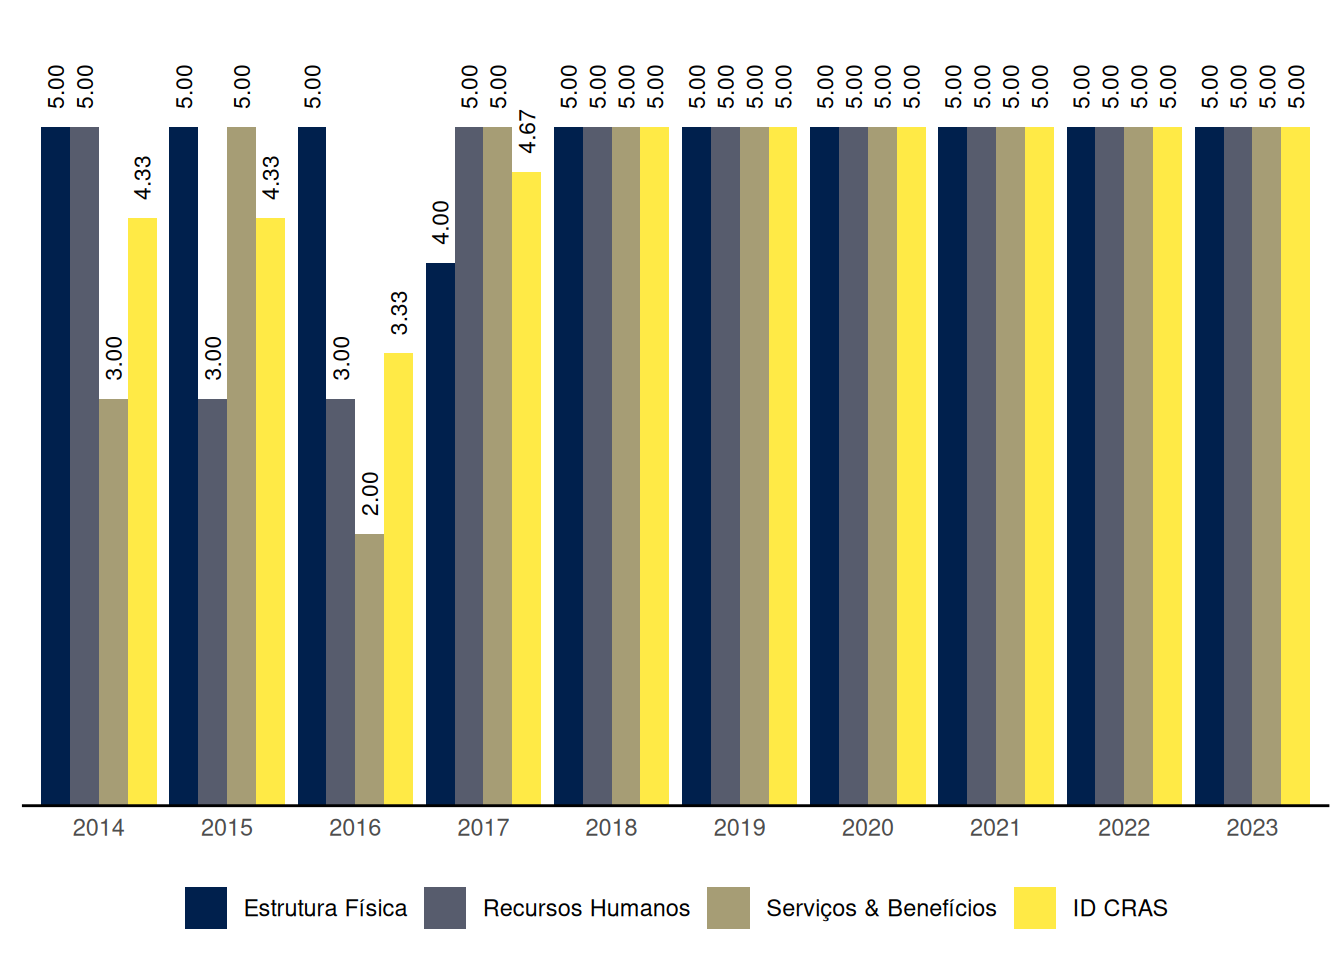 5.00 5.00 3.00 4.33 5.00 3.00 5.00 4.33 5.00 3.00 2.00 3.33 4.00 5.00 5.00 4.67 5.00 5.00 5.00 5.00 5.00 5.00 5.00 5.00 5.00 5.00 5.00 5.00 5.00 5.00 5.00 5.00 5.00 5.00 5.00 5.00 5.00 5.00 5.00 5.00
2014 2015 2016 2017 2018 2019 2020 2021 2022 2023
Estrutura Física Recursos Humanos Serviços & Benefícios ID CRAS